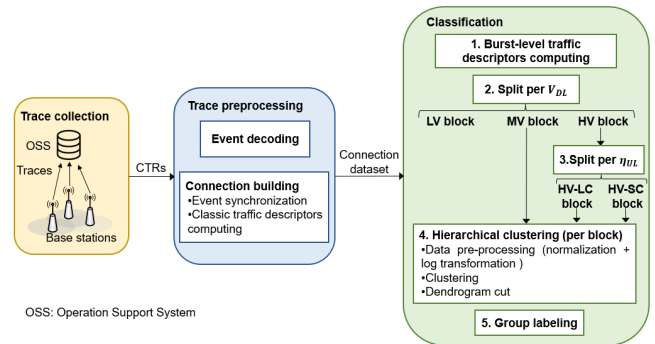 Classification
1. Burst-level traffic
descriptors computing
2. Split per V_DL
LV block
MV block
HV block
3.Split per η_UL
HV-LC
block
HV-SC
block
4. Hierarchical clustering (per block)
•Data pre-processing (normalization +
log transformation )
•Clustering
•Dendrogram cut
5. Group labeling
Trace preprocessing
Event decoding
Connection building
•Event synchronization
•Classic traffic descriptors
computing
Connection
dataset
CTRs
Trace collection
OSS
Traces
Base stations
OSS: Operation Support System